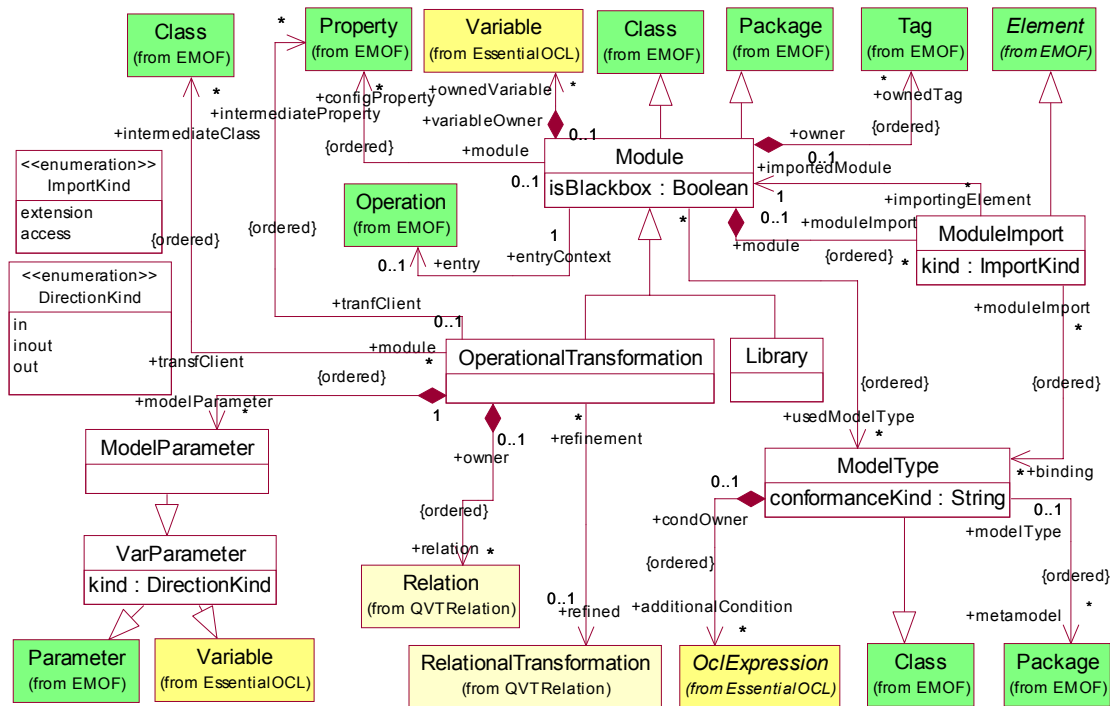 Class
(from EMOF)
*
Property
(from EMOF)
Variable
(from EssentialOCL)
Class
(from EMOF)
Package
(from EMOF)
Tag
(from EMOF)
Element
(from EMOF)
*
+intermediateProperty
+intermediateClass
*
+configProperty
{ordered}
+module
0..1
+ownedVariable
*
+variableOwner
0..1
*
+ownedTag
+owner
{ordered}
0..1
<<enumeration>>
ImportKind
extension
access
Module
isBlackbox : Boolean
+importedModule
1
*
+importingElement
Operation
(from EMOF)
0..1
+entry
1
+entryContext
*
0..1
+moduleImport
+module
{ordered}
*
ModuleImport
kind : ImportKind
{ordered}
{ordered}
<<enumeration>>
DirectionKind
in
inout
out
+tranfClient
0..1
+module
*
+transfClient
{ordered}
OperationalTransformation
Library
+moduleImport
*
{ordered}
{ordered}
+modelParameter
*
1
0..1
+owner
*
+refinement
+usedModelType
*
*
+binding
ModelParameter
ModelType
conformanceKind : String
0..1
+condOwner
0..1
+modelType
{ordered}
{ordered}
{ordered}
VarParameter
kind : DirectionKind
+relation
*
Relation
(from QVTRelation)
0..1
+refined
+additionalCondition
*
+metamodel
*
Parameter
(from EMOF)
Variable
(from EssentialOCL)
RelationalTransformation
(from QVTRelation)
OclExpression
(from EssentialOCL)
Class
(from EMOF)
Package
(from EMOF)